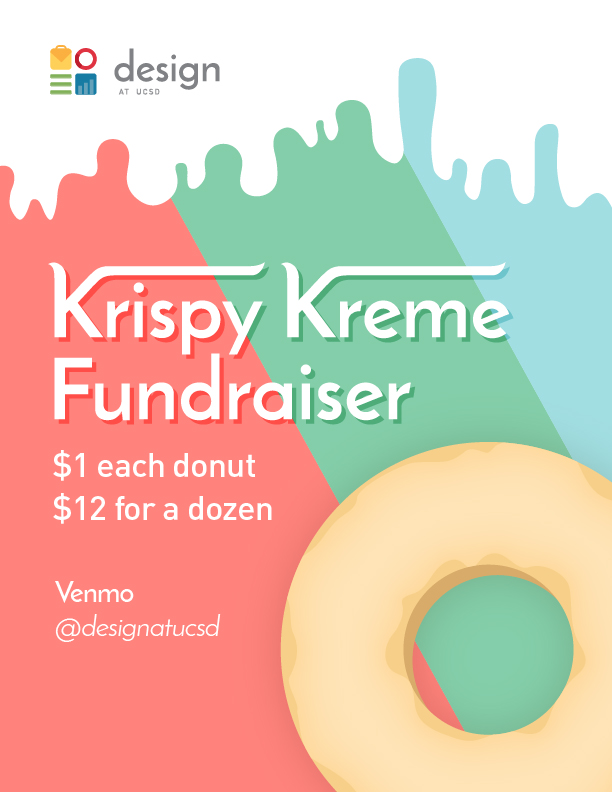 design
AT UCSD
Krispy Kreme
Fundraiser
$1 each donut
$12 for a dozen
Venmo
@designatucsd